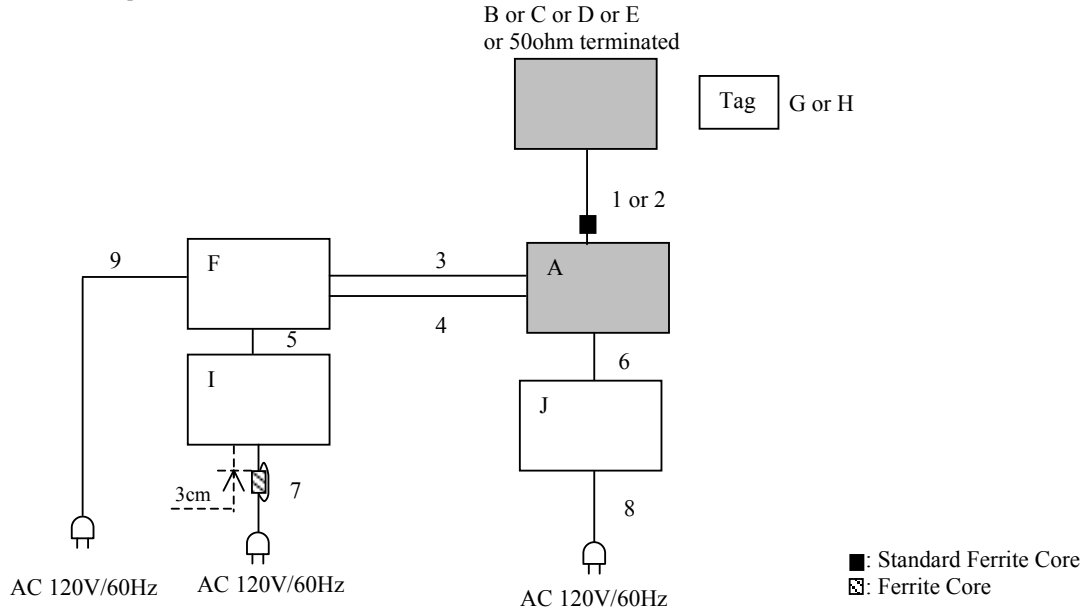 B or C or D or E
or 50ohm terminated
Tag
G or H
1 or 2
9
F
3
A
4
5
6
I
J
3cm
7
8
AC 120V/60Hz
AC 120V/60Hz
AC 120V/60Hz
: Standard Ferrite Core
: Ferrite Core